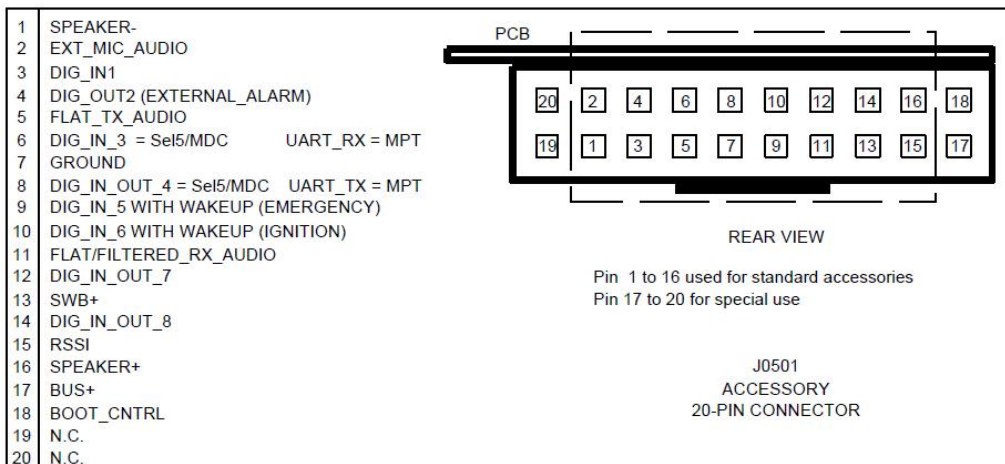 1 SPEAKER-
2 EXT_MIC_AUDIO
3 DIG_IN1
4 DIG_OUT2 (EXTERNAL_ALARM)
5 FLAT_TX_AUDIO
6 DIG_IN_3 = Sel5/MDC UART_RX = MPT
7 GROUND
8 DIG_IN_OUT_4 = Sel5/MDC UART_TX = MPT
9 DIG_IN_5 WITH WAKEUP (EMERGENCY)
10 DIG_IN_6 WITH WAKEUP (IGNITION)
11 FLAT/FILTERED_RX_AUDIO
12 DIG_IN_OUT_7
13 SWB+
14 DIG_IN_OUT_8
15 RSSI
16 SPEAKER+
17 BUS+
18 BOOT_CNTRL
19 N.C.
20 N.C.
PCB
20 2 4 6 8 10 12 14 16 18
19 1 3 5 7 9 11 13 15 17
REAR VIEW
Pin 1 to 16 used for standard accessories
Pin 17 to 20 for special use
J0501
ACCESSORY
20-PIN CONNECTOR